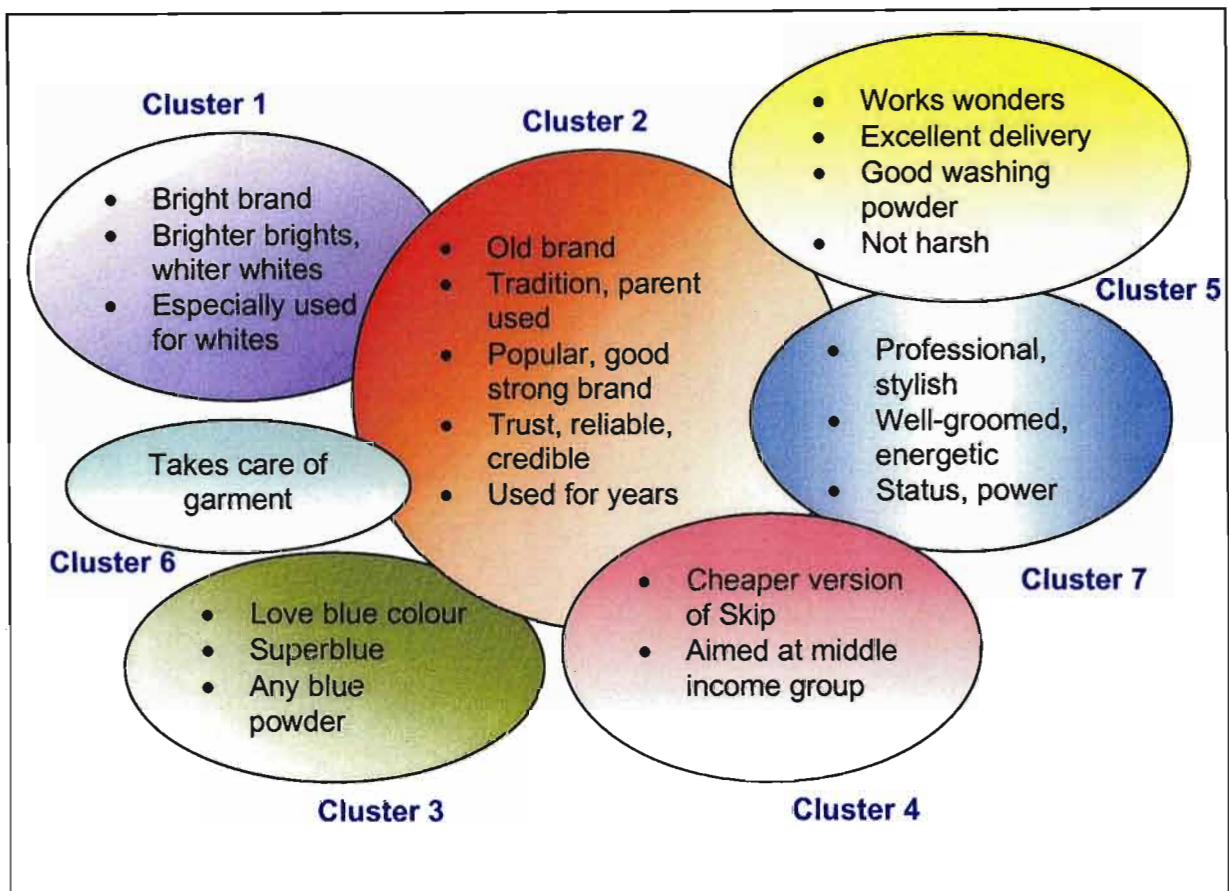 Cluster 1
• Bright brand
• Brighter brights,
whiter whites
• Especially used
for whites
Cluster 2
• Old brand
• Tradition, parent
used
• Popular, good
strong brand
• Trust, reliable,
credible
• Used for years
• Works wonders
• Excellent delivery
• Good washing
powder
• Not harsh
Cluster 5
• Professional,
stylish
• Well-groomed,
energetic
• Status, power
Cluster 7
Takes care of
garment
Cluster 6
• Love blue colour
• Superblue
• Any blue
powder
Cluster 3
• Cheaper version
of Skip
• Aimed at middle
income group
Cluster 4